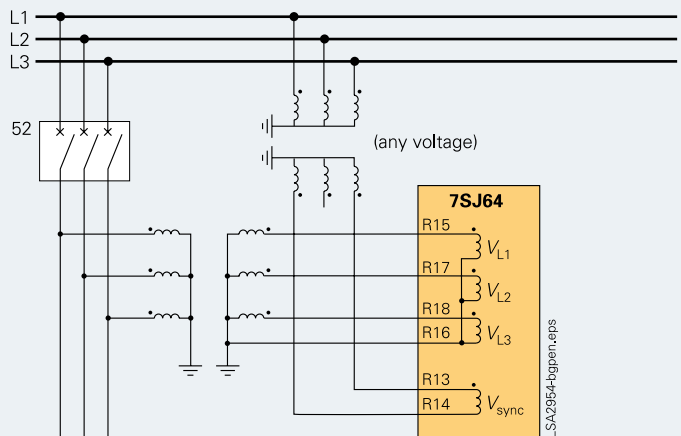 L1
L2
L3
52
(any voltage)
7SJ64
R15
VL1
R17
VL2
R18
R16
VL3
R13
R14
Vsync
LSA2954-bgpen.eps